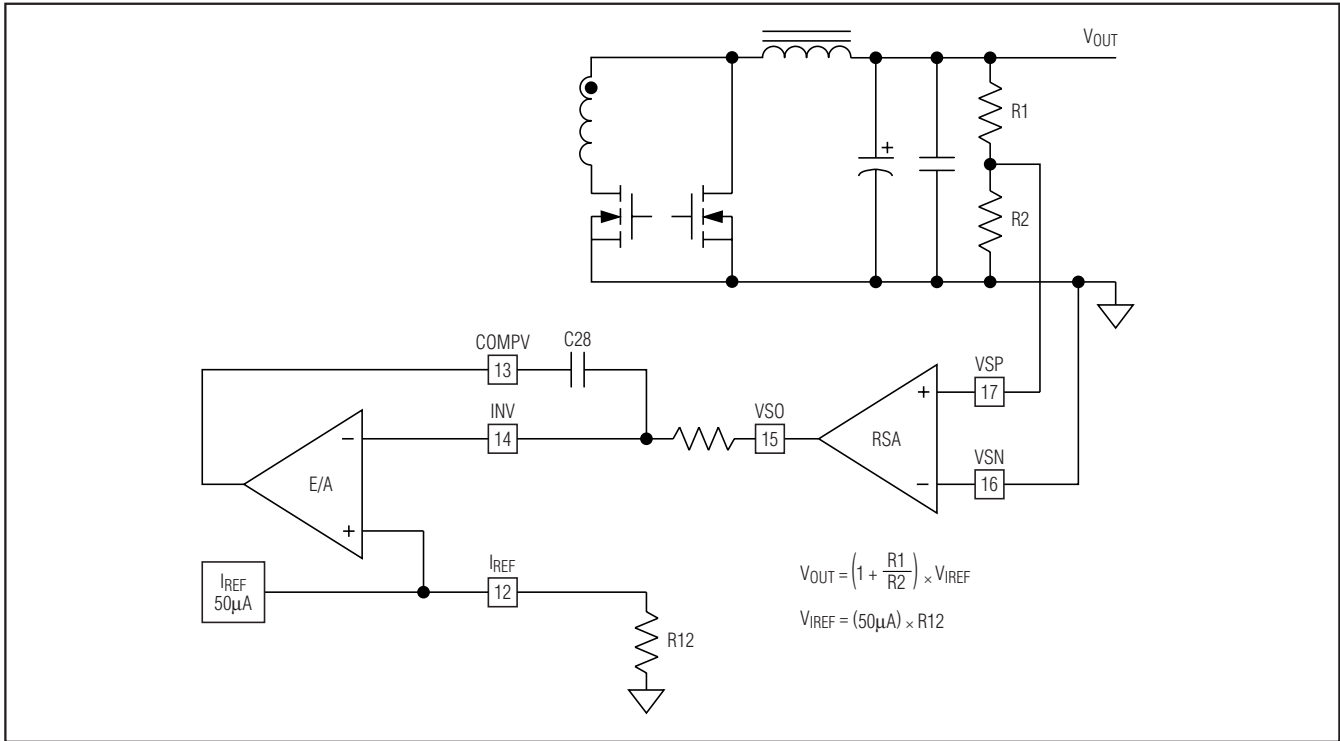 VOUT
R1
R2
COMPV
C28
13
VSP
17
+
INV
14
VSO
15
RSA
−
E/A
VSN
16
−
+
IREF
50µA
IREF
12
R12
VOUT = (1 + R1/R2) × VIREF
VIREF = (50µA) × R12
+